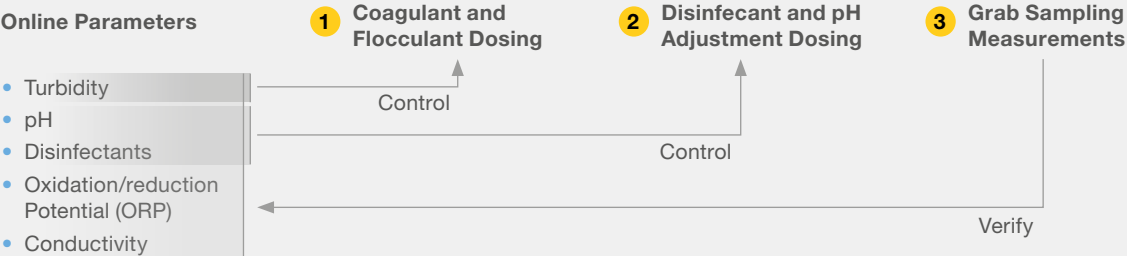 Online Parameters
1 Coagulant and
Flocculant Dosing
2 Disinfecant and pH
Adjustment Dosing
3 Grab Sampling
Measurements
• Turbidity
Control
• pH
• Disinfectants
Control
• Oxidation/reduction
Potential (ORP)
Verify
• Conductivity